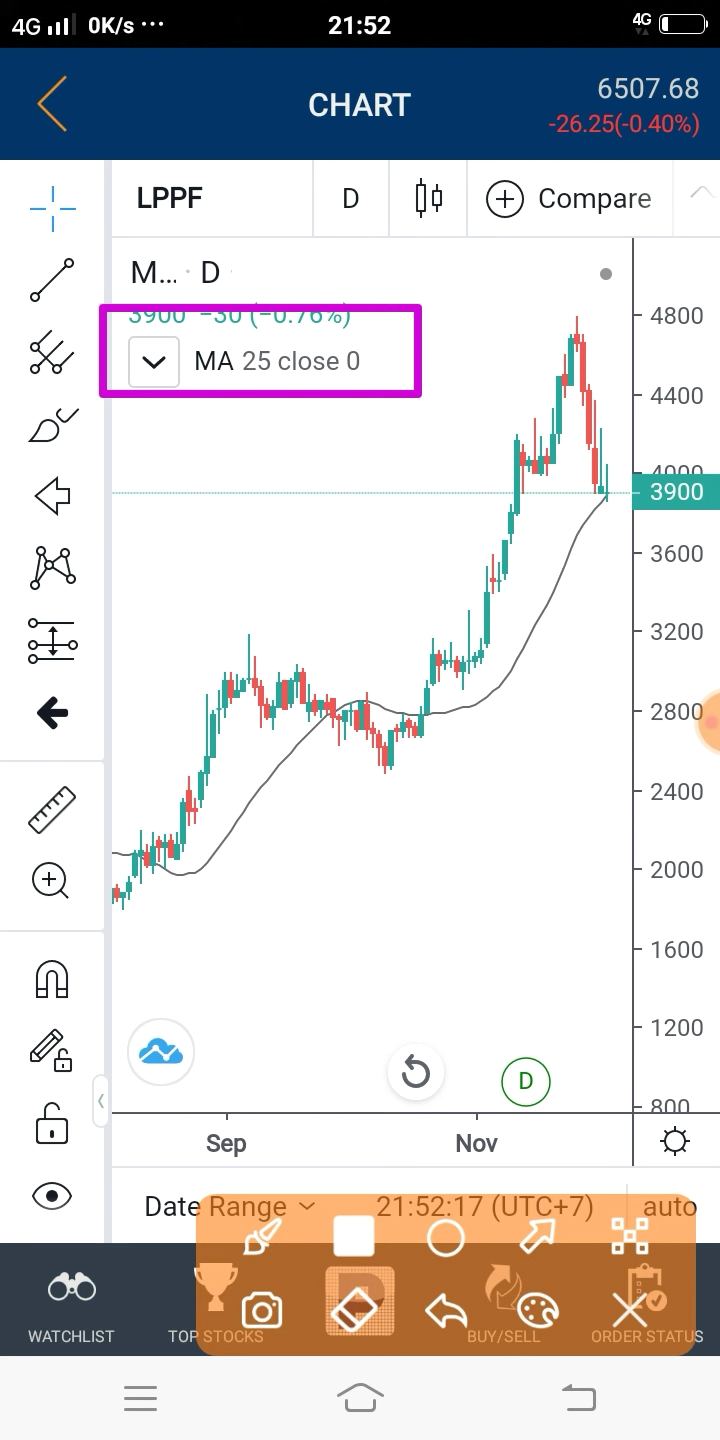 4G 0K/s ··· 21:52 4G
CHART
6507.68
-26.25(-0.40%)
LPPF D Compare
M... · D ·
3900 −30 (−0.76%)
MA 25 close 0
4800
4400
4000
3900
3600
3200
2800
2400
2000
1600
1200
800
D
Sep Nov
Date Range 21:52:17 (UTC+7) auto
WATCHLIST TOP STOCKS BUY/SELL ORDER STATUS